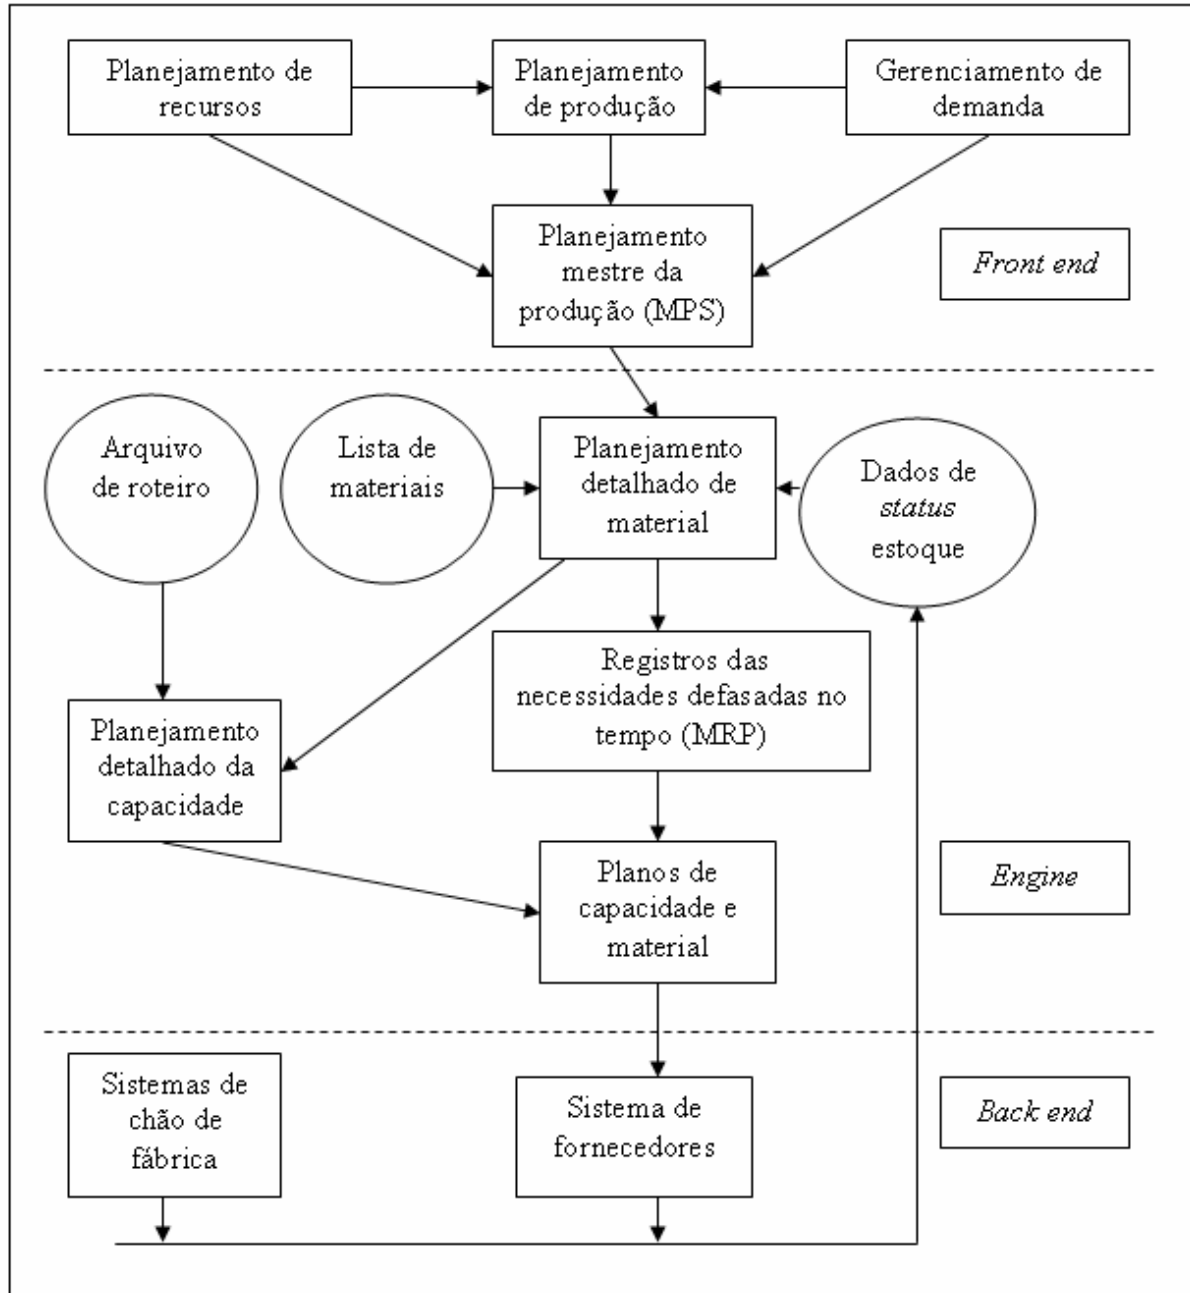 Planejamento de
recursos
Planejamento
de produção
Gerenciamento de
demanda
Planejamento
mestre da
produção (MPS)
Front end
Arquivo
de roteiro
Lista de
materiais
Planejamento
detalhado de
material
Dados de
status
estoque
Registros das
necessidades defasadas no
tempo (MRP)
Planejamento
detalhado da
capacidade
Planos de
capacidade e
material
Engine
Sistemas de
chão de
fábrica
Sistema de
fornecedores
Back end